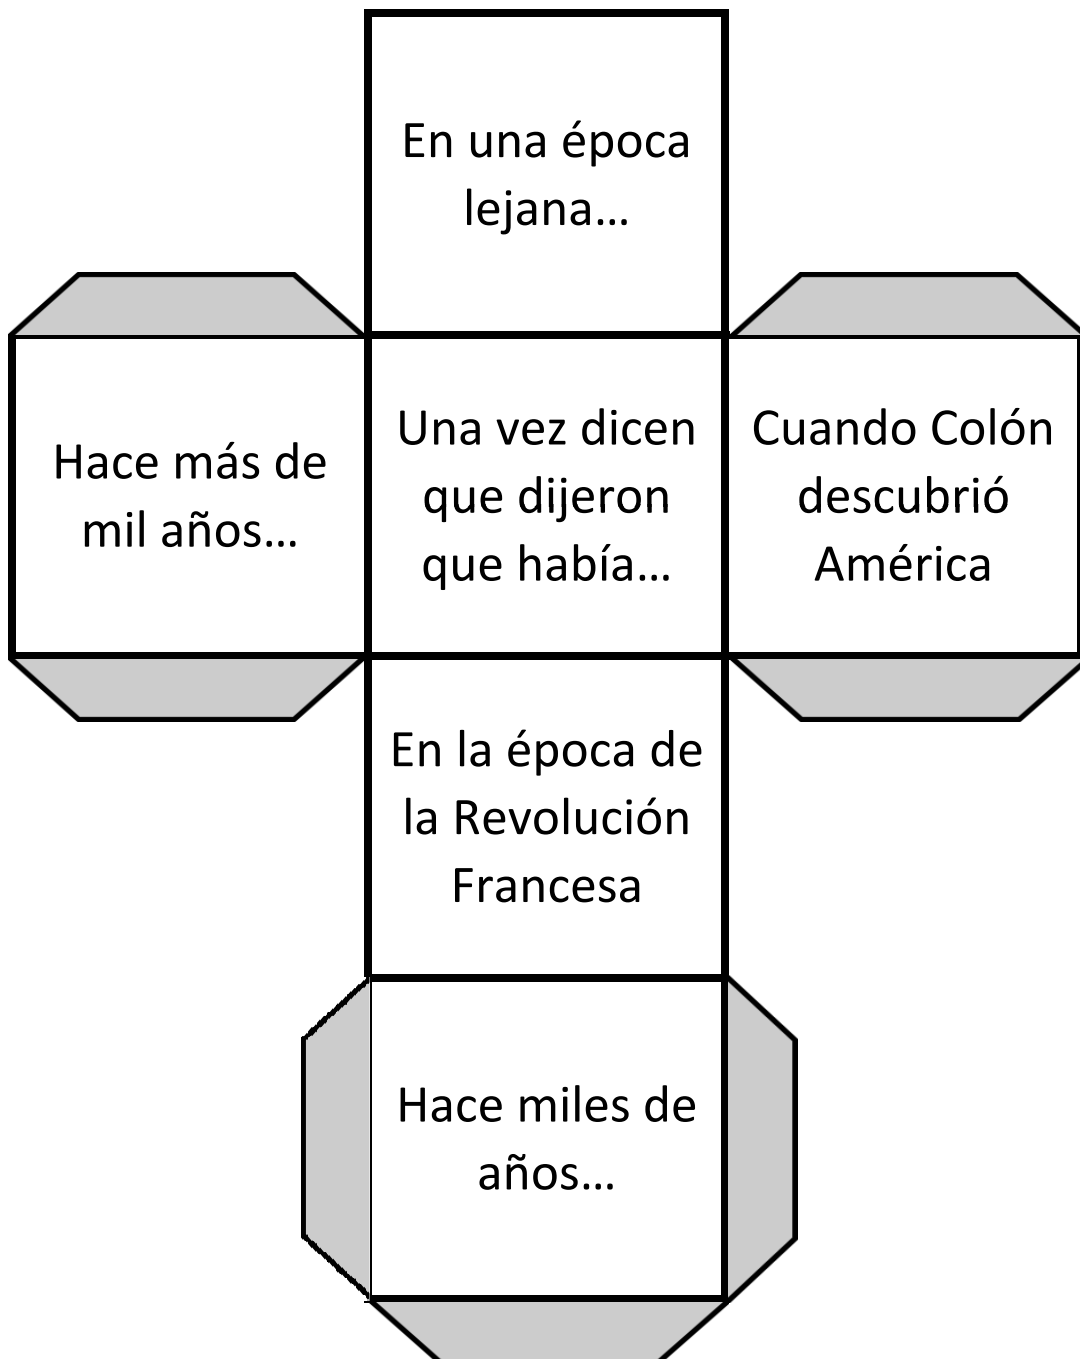 En una época
lejana...
Hace más de
mil años...
Una vez dicen
que dijeron
que había...
Cuando Colón
descubrió
América
En la época de
la Revolución
Francesa
Hace miles de
años...